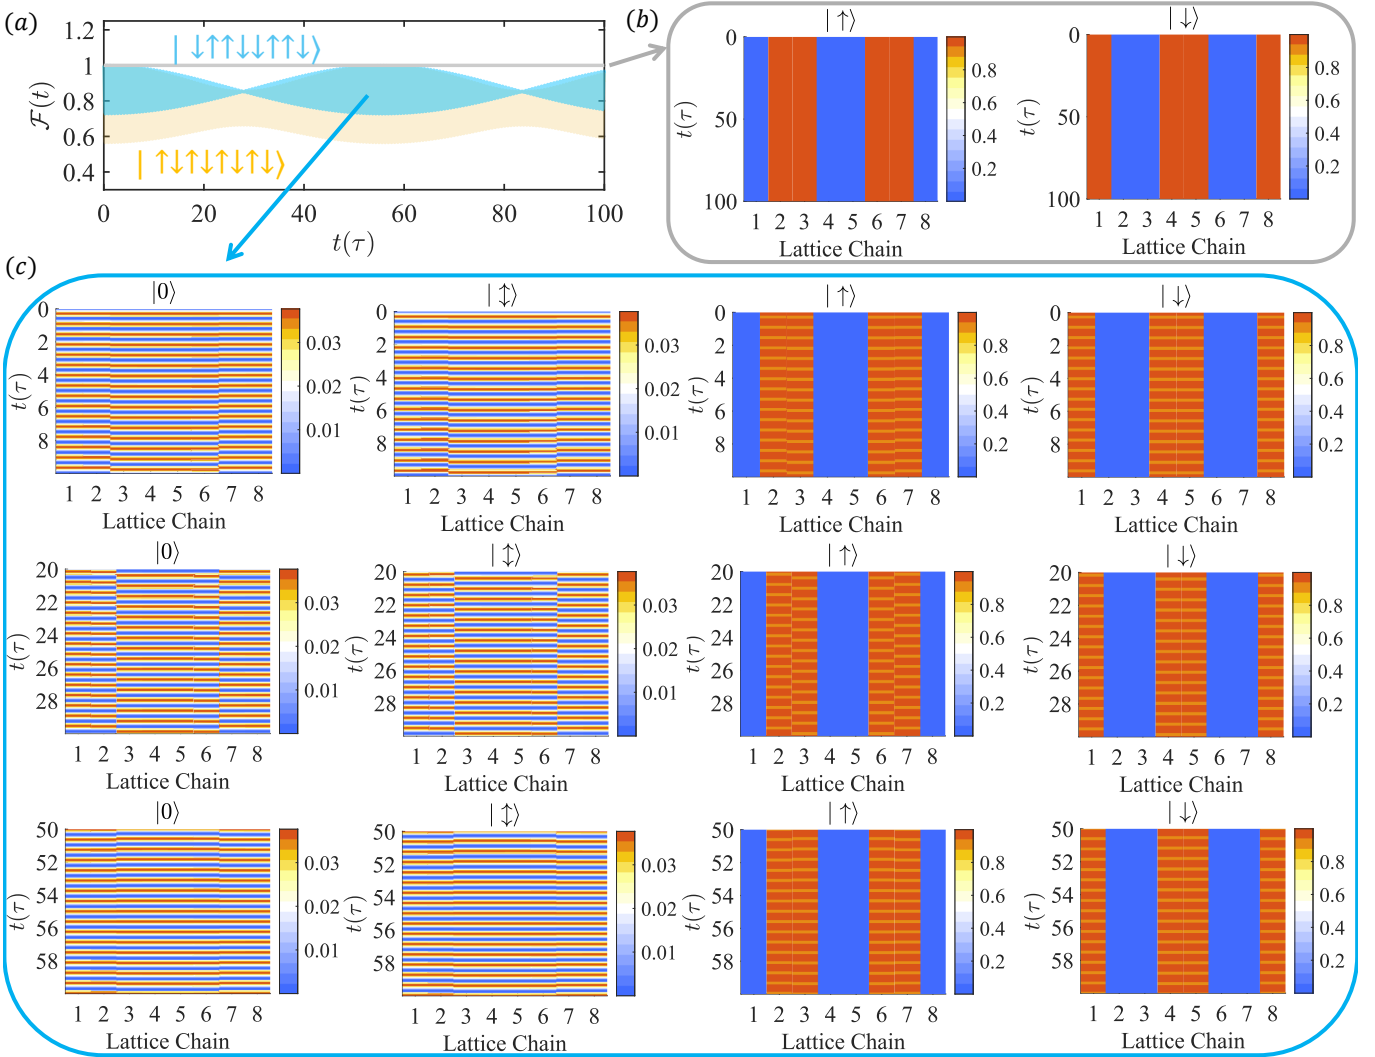 (a)
1.2
1
0.8
0.6
0.4
ℱ(t)
| ↓↑↑↓↓↑↑↓⟩
| ↑↓↑↓↑↓↑↓⟩
0 20 40 60 80 100
t(τ)
(b)
| ↑⟩
0
50
100
t(τ)
1 2 3 4 5 6 7 8
Lattice Chain
0.8
0.6
0.4
0.2
| ↓⟩
0
50
100
t(τ)
1 2 3 4 5 6 7 8
Lattice Chain
0.8
0.6
0.4
0.2
(c)
|0⟩
0
2
4
6
8
t(τ)
1 2 3 4 5 6 7 8
Lattice Chain
0.03
0.02
0.01
| ↕⟩
0
2
4
6
8
t(τ)
1 2 3 4 5 6 7 8
Lattice Chain
0.03
0.02
0.01
| ↑⟩
0
2
4
6
8
t(τ)
1 2 3 4 5 6 7 8
Lattice Chain
0.8
0.6
0.4
0.2
| ↓⟩
0
2
4
6
8
t(τ)
1 2 3 4 5 6 7 8
Lattice Chain
0.8
0.6
0.4
0.2
|0⟩
20
22
24
26
28
t(τ)
1 2 3 4 5 6 7 8
Lattice Chain
0.03
0.02
0.01
| ↕⟩
20
22
24
26
28
t(τ)
1 2 3 4 5 6 7 8
Lattice Chain
0.03
0.02
0.01
| ↑⟩
20
22
24
26
28
t(τ)
1 2 3 4 5 6 7 8
Lattice Chain
0.8
0.6
0.4
0.2
| ↓⟩
20
22
24
26
28
t(τ)
1 2 3 4 5 6 7 8
Lattice Chain
0.8
0.6
0.4
0.2
|0⟩
50
52
54
56
58
t(τ)
1 2 3 4 5 6 7 8
Lattice Chain
0.03
0.02
0.01
| ↕⟩
50
52
54
56
58
t(τ)
1 2 3 4 5 6 7 8
Lattice Chain
0.03
0.02
0.01
| ↑⟩
50
52
54
56
58
t(τ)
1 2 3 4 5 6 7 8
Lattice Chain
0.8
0.6
0.4
0.2
| ↓⟩
50
52
54
56
58
t(τ)
1 2 3 4 5 6 7 8
Lattice Chain
0.8
0.6
0.4
0.2